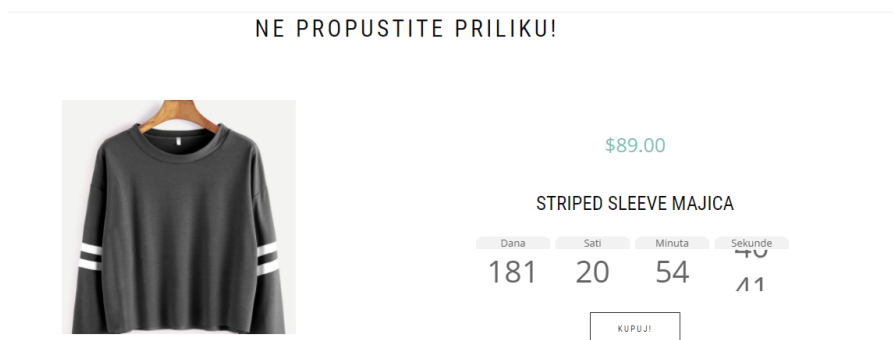 NE PROPUSTITE PRILIKU!
$89.00
STRIPED SLEEVE MAJICA
Dana Sati Minuta Sekunde
181 20 54
KUPUJ!